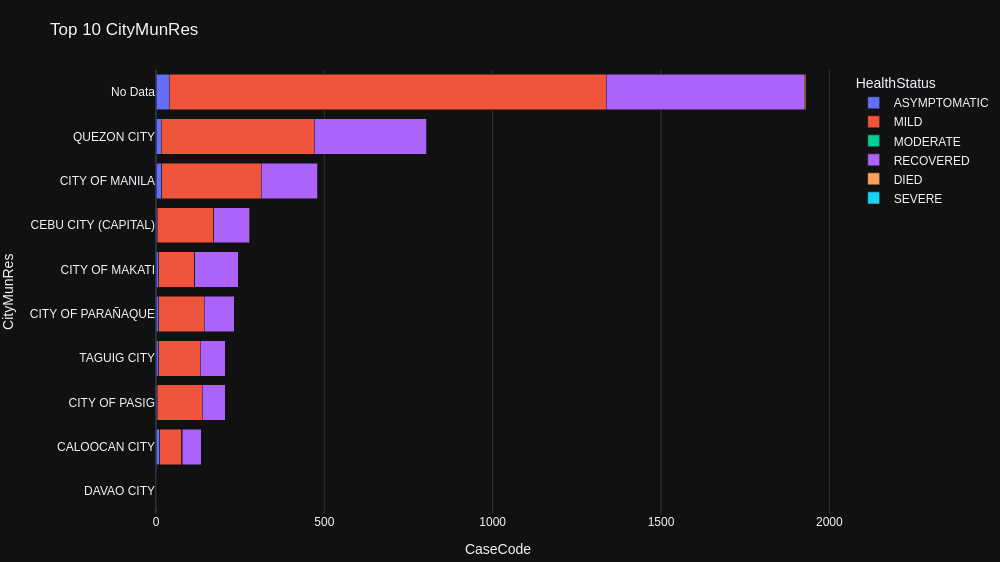 Top 10 CityMunRes
HealthStatus
ASYMPTOMATIC
MILD
MODERATE
RECOVERED
DIED
SEVERE
CityMunRes
No Data
QUEZON CITY
CITY OF MANILA
CEBU CITY (CAPITAL)
CITY OF MAKATI
CITY OF PARAÑAQUE
TAGUIG CITY
CITY OF PASIG
CALOOCAN CITY
DAVAO CITY
0 500 1000 1500 2000
CaseCode